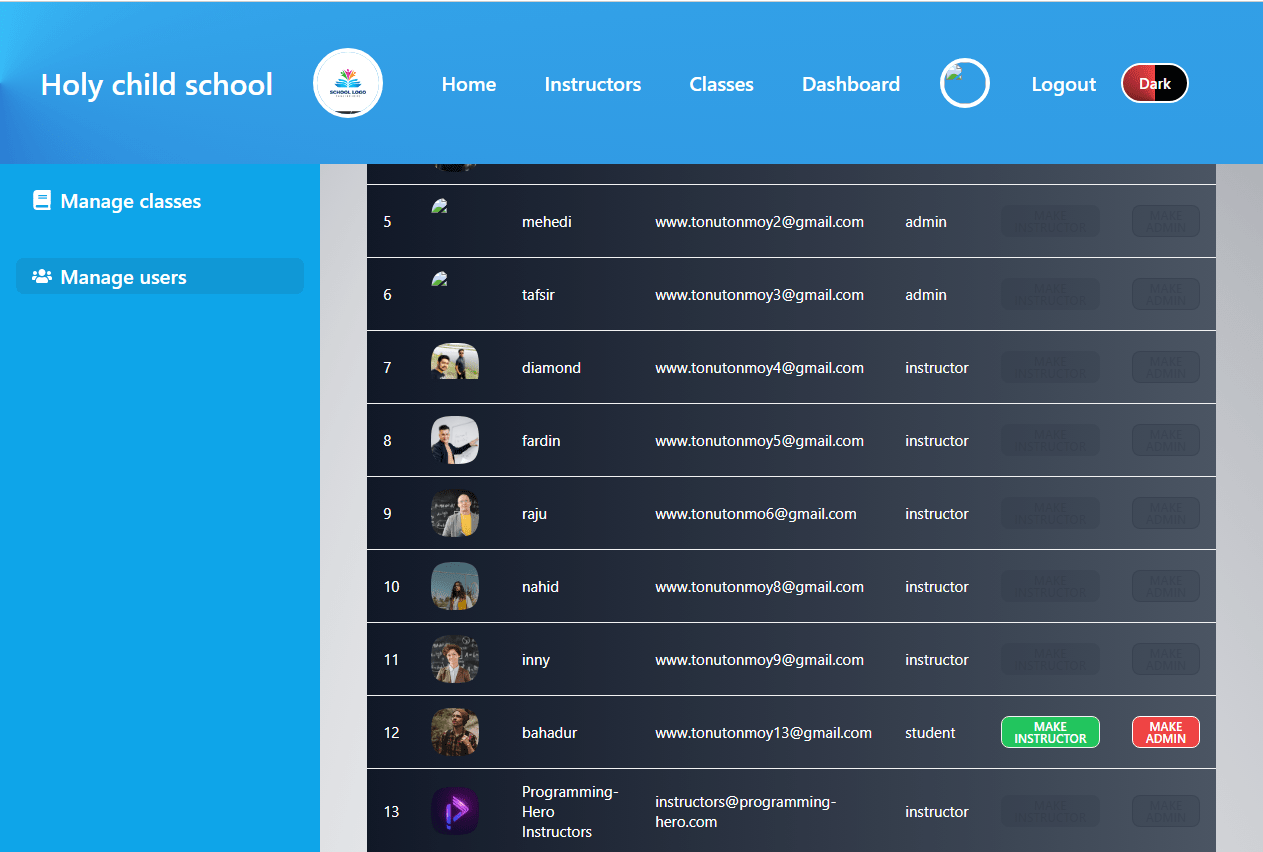 Holy child school
SCHOOL LOGO
Home
Instructors
Classes
Dashboard
Logout
Dark
Manage classes
Manage users
5 mehedi www.tonutonmoy2@gmail.com admin MAKE INSTRUCTOR MAKE ADMIN
6 tafsir www.tonutonmoy3@gmail.com admin MAKE INSTRUCTOR MAKE ADMIN
7 diamond www.tonutonmoy4@gmail.com instructor MAKE INSTRUCTOR MAKE ADMIN
8 fardin www.tonutonmoy5@gmail.com instructor MAKE INSTRUCTOR MAKE ADMIN
9 raju www.tonutonmo6@gmail.com instructor MAKE INSTRUCTOR MAKE ADMIN
10 nahid www.tonutonmoy8@gmail.com instructor MAKE INSTRUCTOR MAKE ADMIN
11 inny www.tonutonmoy9@gmail.com instructor MAKE INSTRUCTOR MAKE ADMIN
12 bahadur www.tonutonmoy13@gmail.com student MAKE INSTRUCTOR MAKE ADMIN
13 Programming-Hero Instructors instructors@programming-hero.com instructor MAKE INSTRUCTOR MAKE ADMIN